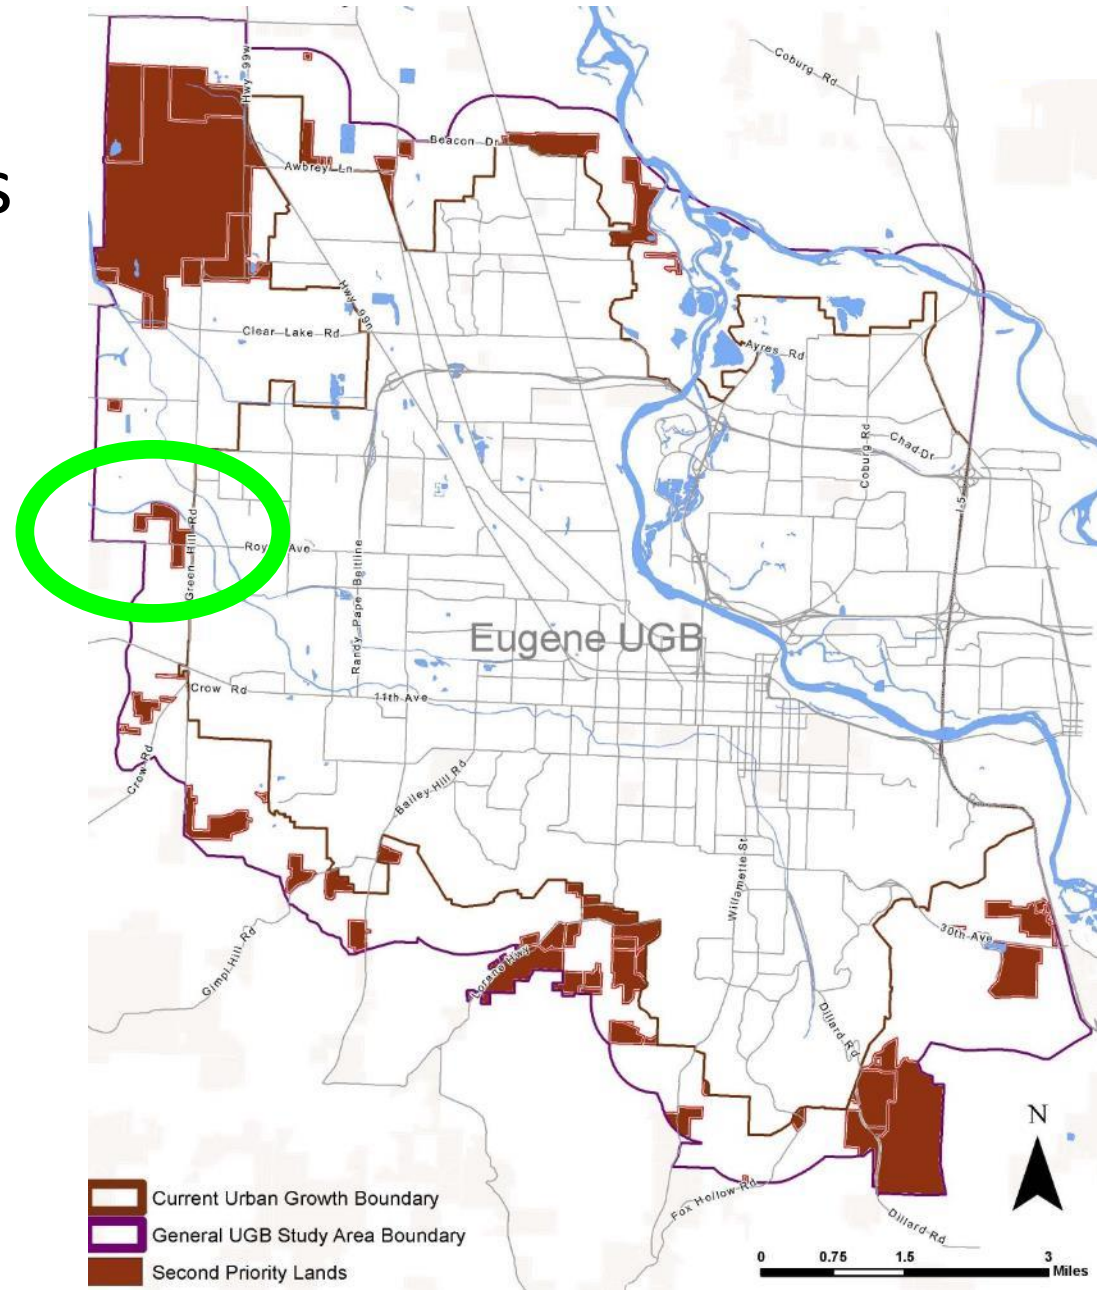 s
Coburg Rd
Hwy 99w
Beacon Dr
Awbrey Ln
Hwy 99n
Clear Lake Rd
Ayres Rd
Chad Dr
Coburg Rd
I-5
Green Hill Rd
Royal Ave
Randy Pape Beltline
Eugene UGB
Crow Rd
11th Ave
Crow Rd
Bailey Hill Rd
Willamette St
30th Ave
Gimpl Hill Rd
Lorane Hwy
Dillard Rd
Fox Hollow Rd
Dillard Rd
N
Current Urban Growth Boundary
General UGB Study Area Boundary
Second Priority Lands
0 0.75 1.5 3
Miles